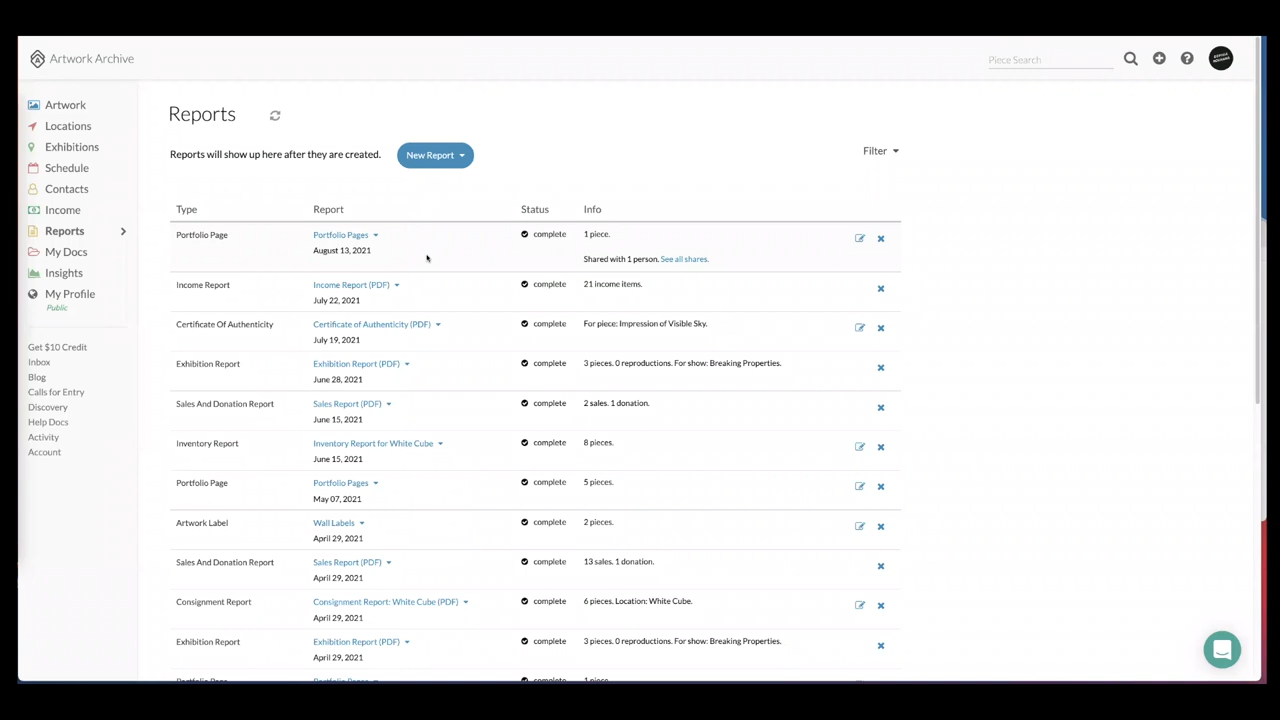 Artwork Archive
Piece Search
Artwork
Locations
Exhibitions
Schedule
Contacts
Income
Reports
My Docs
Insights
My Profile
Public
Get $10 Credit
Inbox
Blog
Calls for Entry
Discovery
Help Docs
Activity
Account
Reports
Reports will show up here after they are created.
New Report
Filter
Type Report Status Info
Portfolio Page Portfolio Pages complete 1 piece.
August 13, 2021 Shared with 1 person. See all shares.
Income Report Income Report (PDF) complete 21 income items.
July 22, 2021
Certificate Of Authenticity Certificate of Authenticity (PDF) complete For piece: Impression of Visible Sky.
July 19, 2021
Exhibition Report Exhibition Report (PDF) complete 3 pieces. 0 reproductions. For show: Breaking Properties.
June 28, 2021
Sales And Donation Report Sales Report (PDF) complete 2 sales. 1 donation.
June 15, 2021
Inventory Report Inventory Report for White Cube complete 8 pieces.
June 15, 2021
Portfolio Page Portfolio Pages complete 5 pieces.
May 07, 2021
Artwork Label Wall Labels complete 2 pieces.
April 29, 2021
Sales And Donation Report Sales Report (PDF) complete 13 sales. 1 donation.
April 29, 2021
Consignment Report Consignment Report: White Cube (PDF) complete 6 pieces. Location: White Cube.
April 29, 2021
Exhibition Report Exhibition Report (PDF) complete 3 pieces. 0 reproductions. For show: Breaking Properties.
April 29, 2021
Portfolio Page Portfolio Pages complete 1 piece.